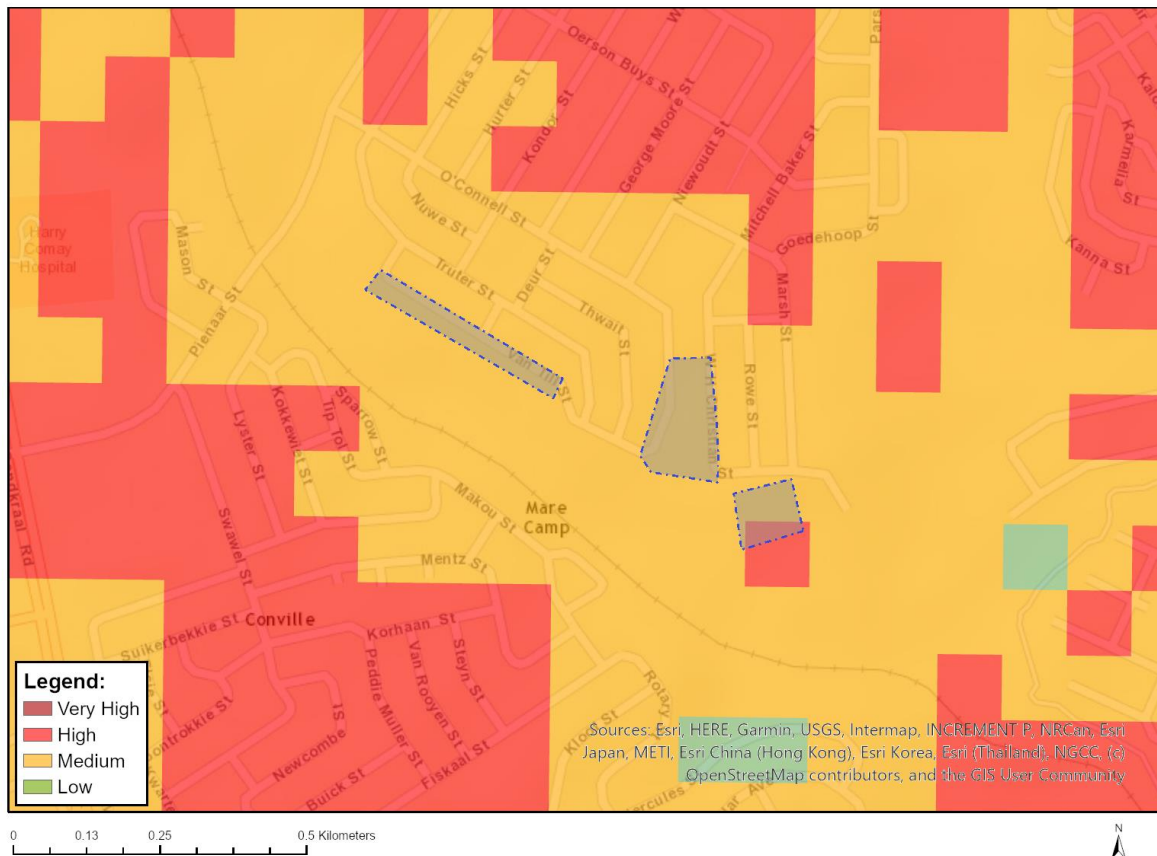 Oerson Buys St
Pars
Hicks St
Hurter St
Kondor St
George Moore St
Niewoudt St
Mitchell Baker St
Karmelia St
Kanna St
Goedehoop St
O'Connell St
Nuwe St
Truter St
Deur St
Thwait St
Marsh St
Rowe St
Harry
Comay
Hospital
Mason St
Pienaar St
Sparrow St
Tip Tol St
Kokkewiet St
Lyster St
Swawel St
Makou St
Mare
Camp
Mentz St
Conville
Suikerbekkie St
Korhaan St
Steyn St
Van Rooyen St
Peddie Muller St
Newcombe St
Buick St
Fiskaal St
Rotary
Legend:
Very High
High
Medium
Low
Sources: Esri, HERE, Garmin, USGS, Intermap, INCREMENT P, NRCan, Esri
Japan, METI, Esri China (Hong Kong), Esri Korea, Esri (Thailand), NGCC, (c)
OpenStreetMap contributors, and the GIS User Community
0 0.13 0.25 0.5 Kilometers
N